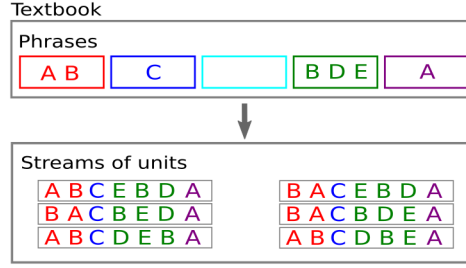 Textbook
Phrases
A B C B D E A
Streams of units
A B C E B D A B A C E B D A
B A C B E D A B A C B D E A
A B C D E B A A B C D B E A